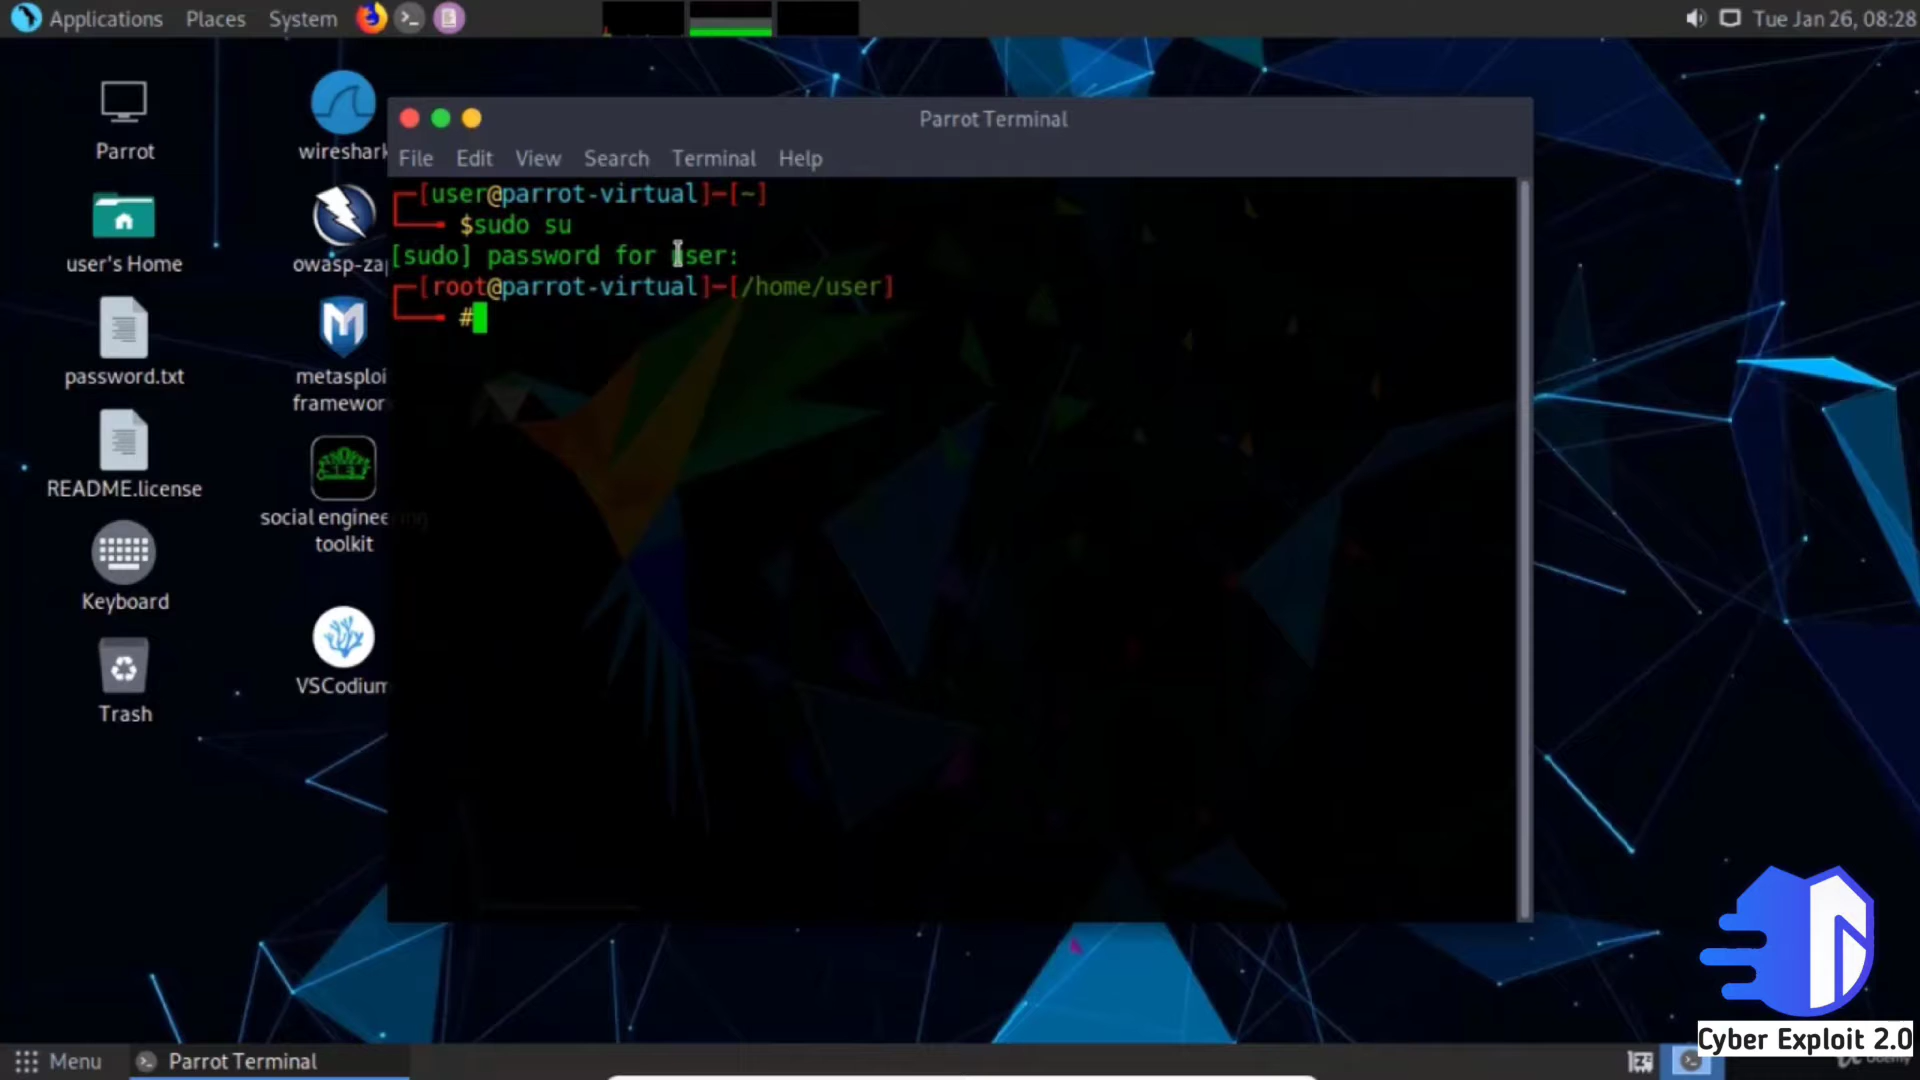 Applications Places System Tue Jan 26, 08:28
Parrot
user's Home
password.txt
README.license
Keyboard
Trash
wireshark
owasp-zap
metasploi
framewor
social engineering
toolkit
VSCodium
Parrot Terminal
File Edit View Search Terminal Help
┌─[user@parrot-virtual]─[~]
└──╼ $sudo su
[sudo] password for user:
┌─[root@parrot-virtual]─[/home/user]
└──╼ #
Cyber Exploit 2.0
Menu Parrot Terminal